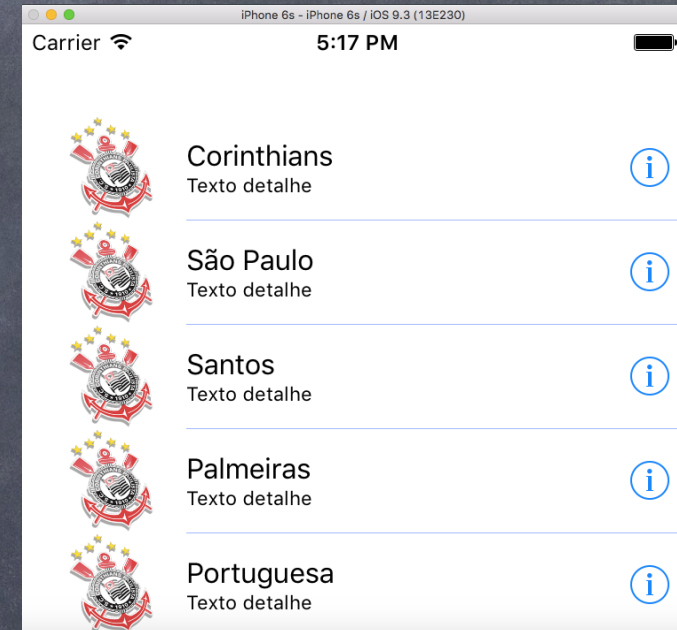 iPhone 6s - iPhone 6s / iOS 9.3 (13E230)
Carrier 5:17 PM
Corinthians
Texto detalhe
São Paulo
Texto detalhe
Santos
Texto detalhe
Palmeiras
Texto detalhe
Portuguesa
Texto detalhe